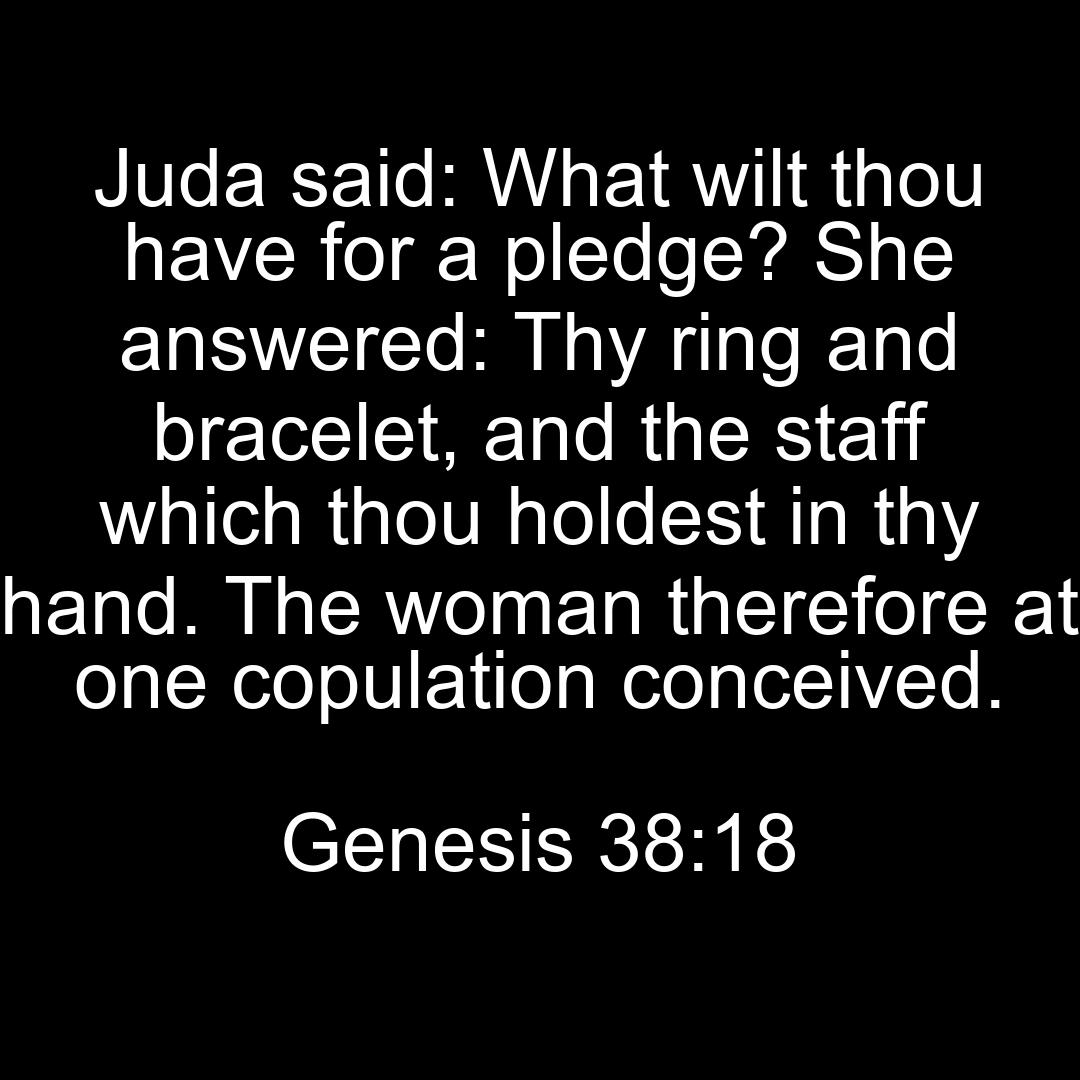 Juda said: What wilt thou
have for a pledge? She
answered: Thy ring and
bracelet, and the staff
which thou holdest in thy
hand. The woman therefore at
one copulation conceived.
Genesis 38:18